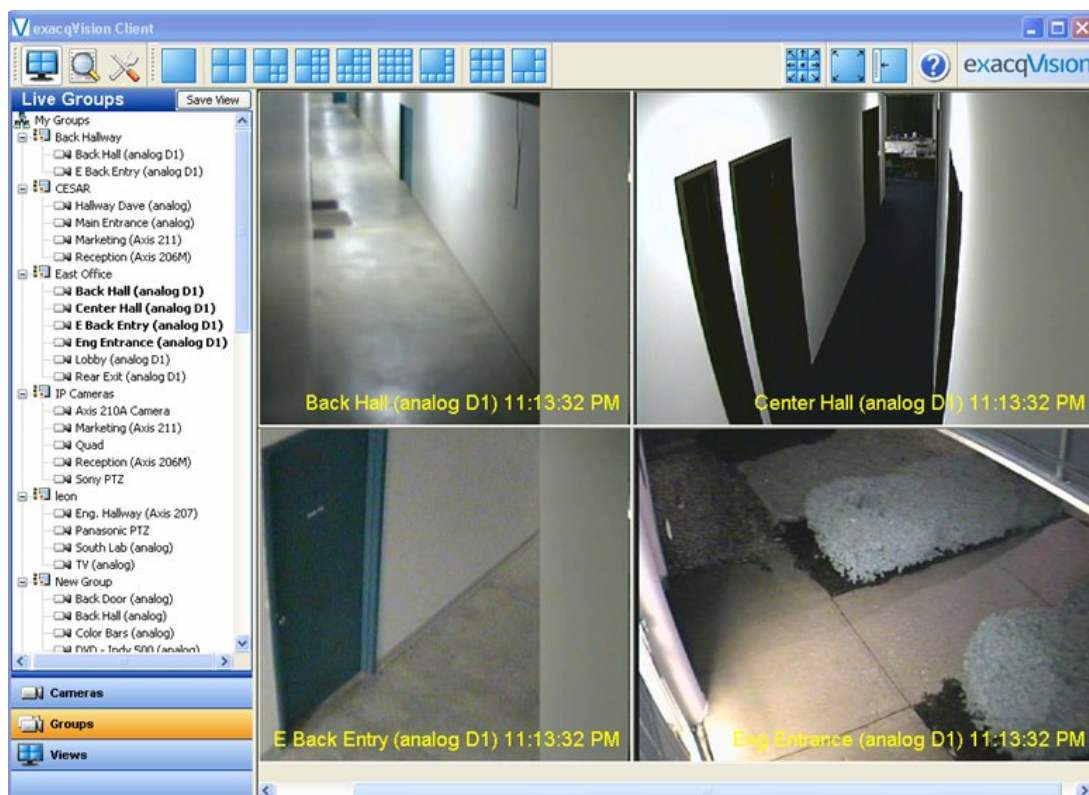 exacqVision Client
exacqVision
Live Groups
Save View
My Groups
Back Hallway
Back Hall (analog D1)
E Back Entry (analog D1)
CESAR
Hallway Dave (analog)
Main Entrance (analog)
Marketing (Axis 211)
Reception (Axis 206M)
East Office
Back Hall (analog D1)
Center Hall (analog D1)
E Back Entry (analog D1)
Eng Entrance (analog D1)
Lobby (analog D1)
Rear Exit (analog D1)
IP Cameras
Axis 210A Camera
Marketing (Axis 211)
Quad
Reception (Axis 206M)
Sony PTZ
leon
Eng. Hallway (Axis 207)
Panasonic PTZ
South Lab (analog)
TV (analog)
New Group
Back Door (analog)
Back Hall (analog)
Color Bars (analog)
DVD - Indy 500 (analog)
Cameras
Groups
Views
Back Hall (analog D1) 11:13:32 PM
Center Hall (analog D1) 11:13:32 PM
E Back Entry (analog D1) 11:13:32 PM
Eng Entrance (analog D1) 11:13:32 PM